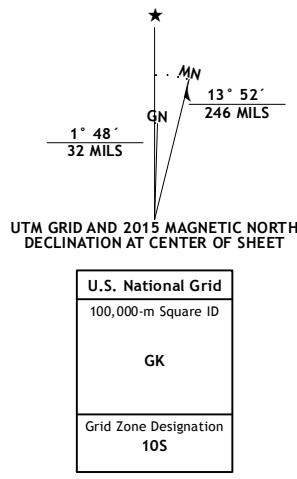 ★
MN
GN
13° 52´
246 MILS
1° 48´
32 MILS
UTM GRID AND 2015 MAGNETIC NORTH
DECLINATION AT CENTER OF SHEET
U.S. National Grid
100,000-m Square ID
GK
Grid Zone Designation
10S